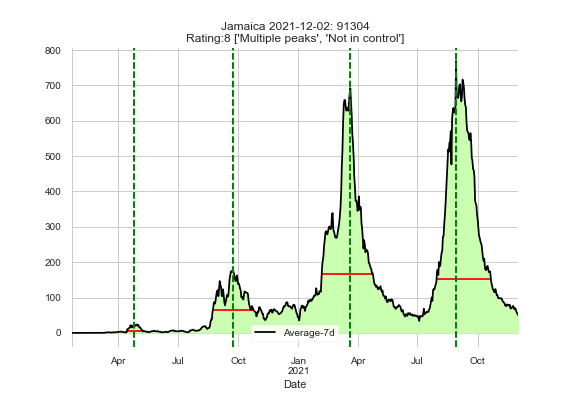 Jamaica 2021-12-02: 91304
Rating:8 ['Multiple peaks', 'Not in control']
800
700
600
500
400
300
200
100
0
Average-7d
Apr Jul Oct Jan Apr Jul Oct
2021
Date